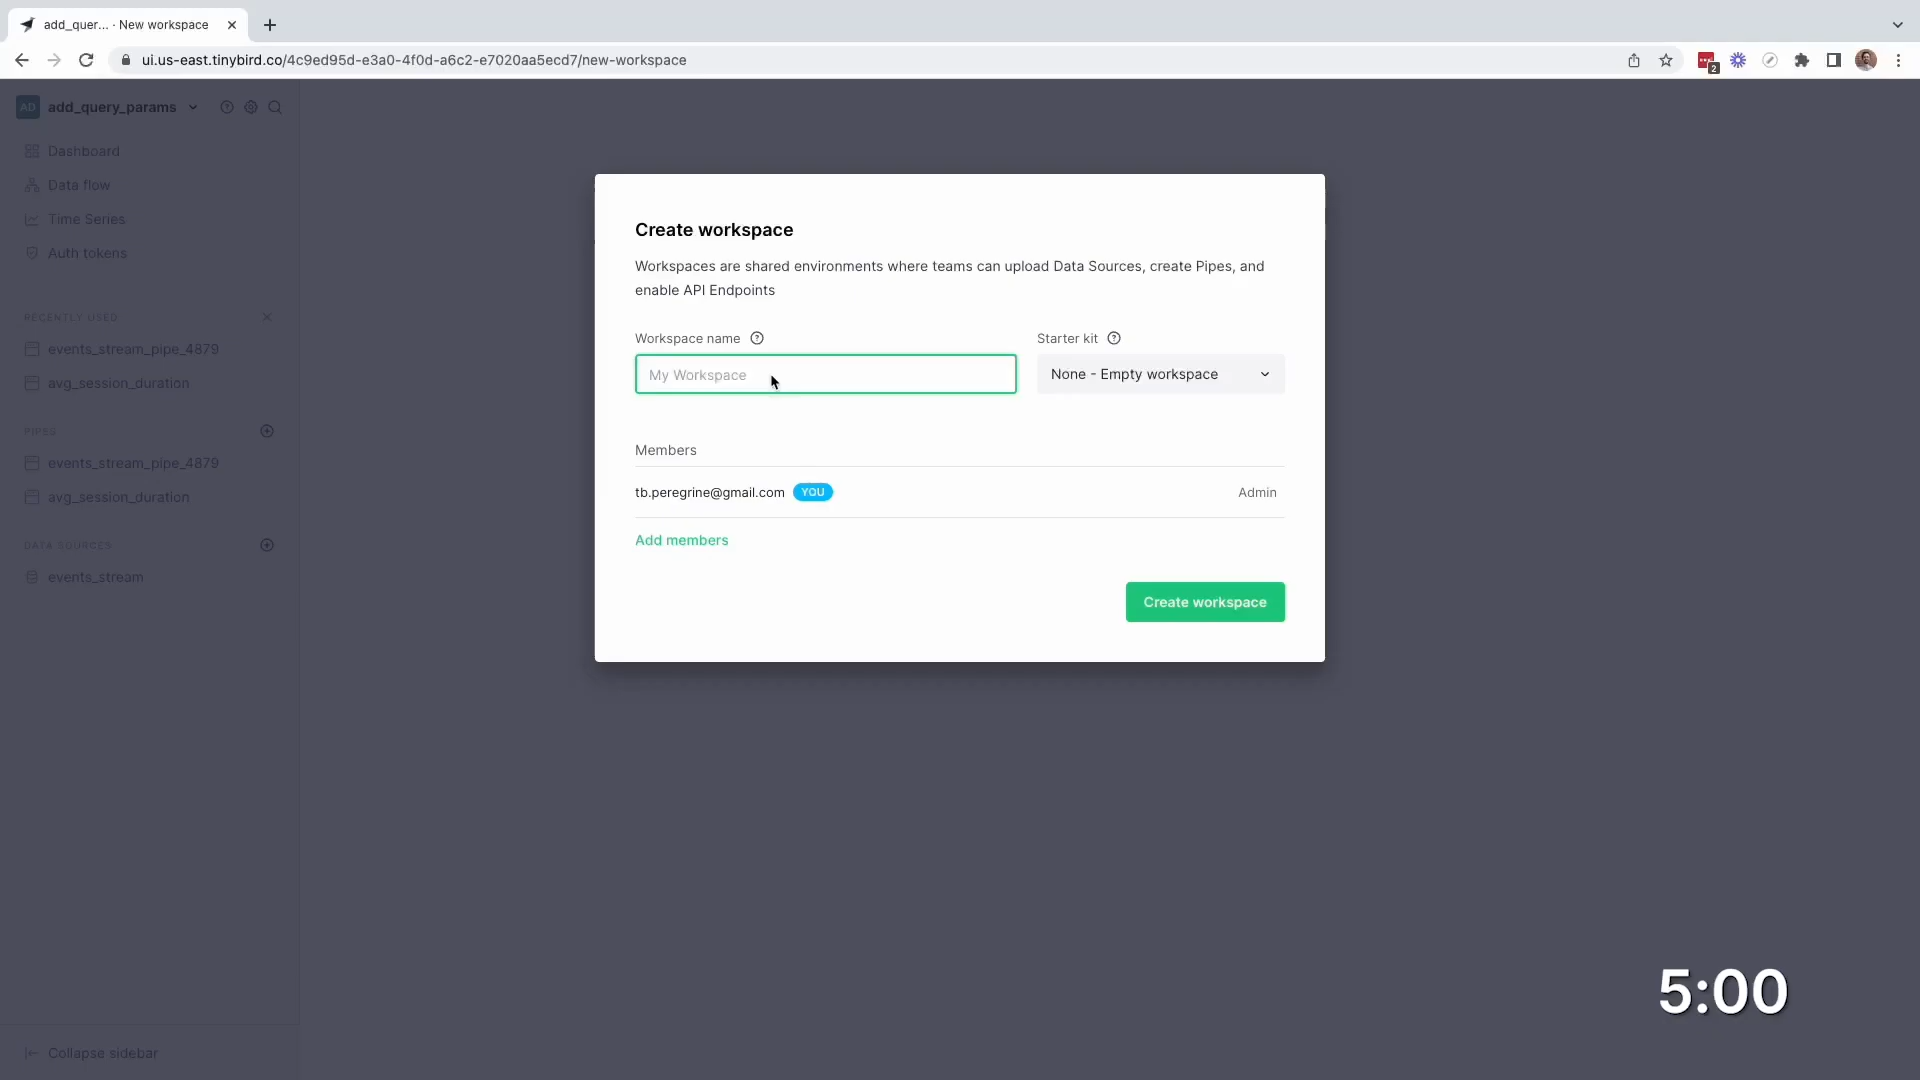 add_quer... · New workspace
ui.us-east.tinybird.co/4c9ed95d-e3a0-4f0d-a6c2-e7020aa5ecd7/new-workspace
2
AD add_query_params
Dashboard
Data flow
Time Series
Auth tokens
RECENTLY USED
events_stream_pipe_4879
avg_session_duration
PIPES
events_stream_pipe_4879
avg_session_duration
DATA SOURCES
events_stream
Collapse sidebar
Create workspace
Workspaces are shared environments where teams can upload Data Sources, create Pipes, and
enable API Endpoints
Workspace name
Starter kit
My Workspace
None - Empty workspace
Members
tb.peregrine@gmail.com YOU Admin
Add members
Create workspace
5:00